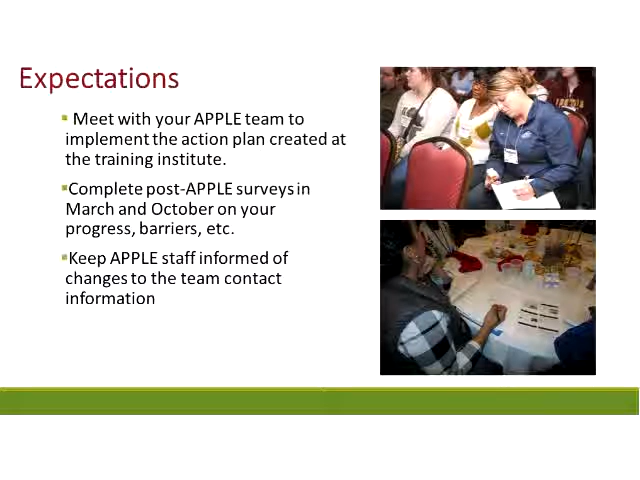 Expectations
Meet with your APPLE team to
implement the action plan created at
the training institute.
Complete post-APPLE surveys in
March and October on your
progress, barriers, etc.
Keep APPLE staff informed of
changes to the team contact
information